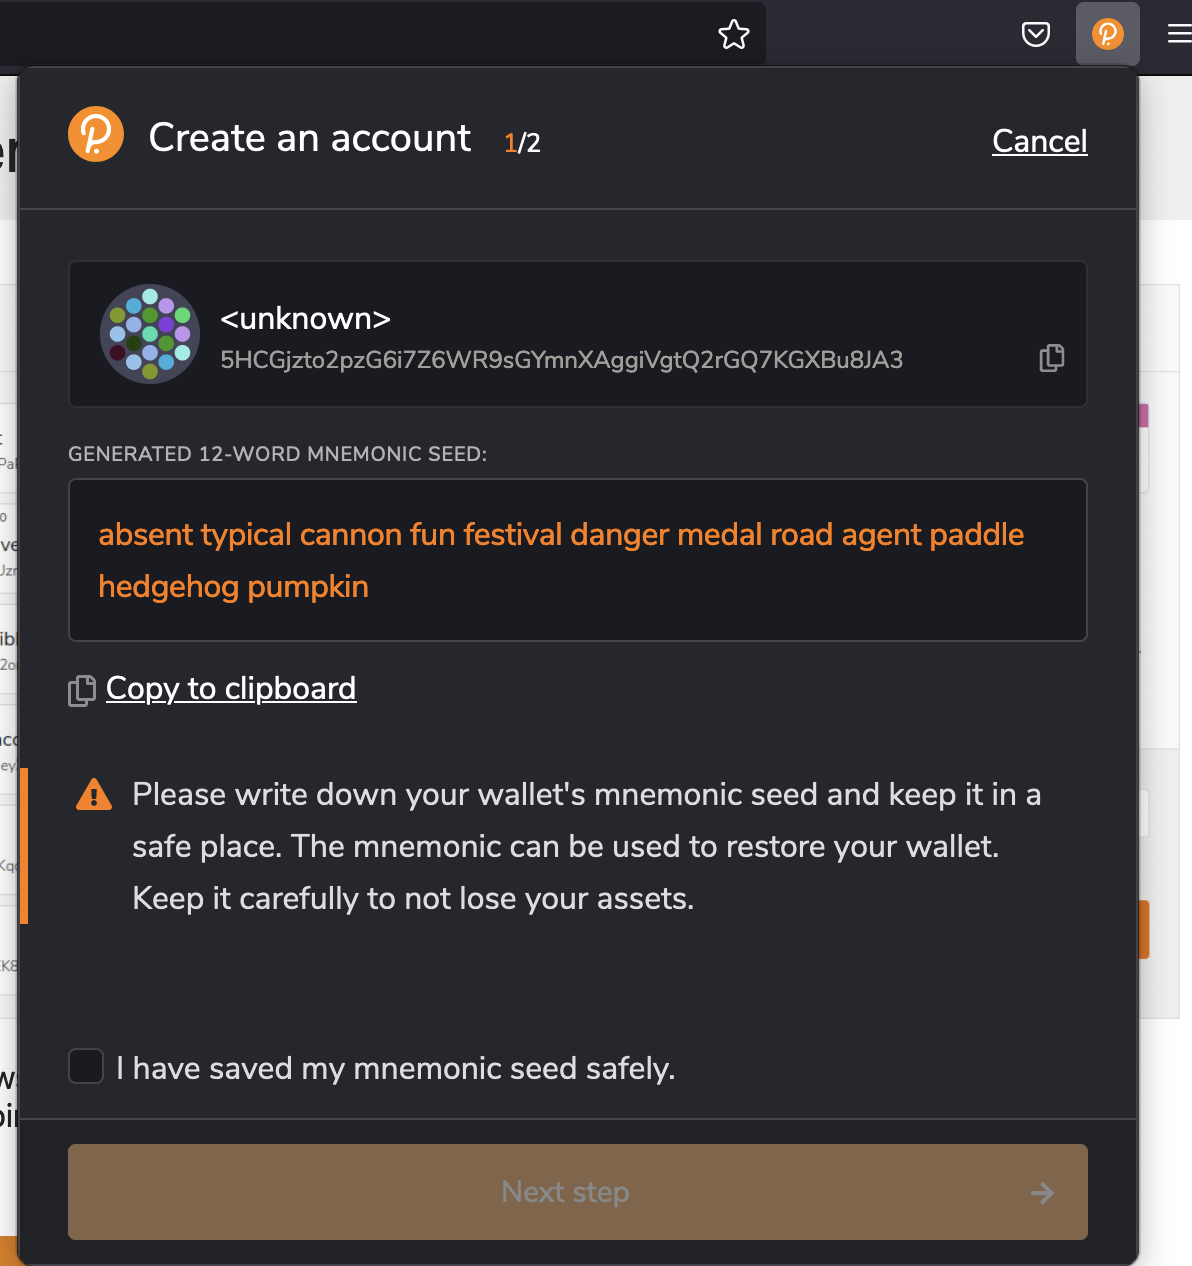 Create an account 1/2
Cancel
<unknown>
5HCGjzto2pzG6i7Z6WR9sGYmnXAggiVgtQ2rGQ7KGXBu8JA3
GENERATED 12-WORD MNEMONIC SEED:
absent typical cannon fun festival danger medal road agent paddle
hedgehog pumpkin
Copy to clipboard
Please write down your wallet's mnemonic seed and keep it in a
safe place. The mnemonic can be used to restore your wallet.
Keep it carefully to not lose your assets.
I have saved my mnemonic seed safely.
Next step